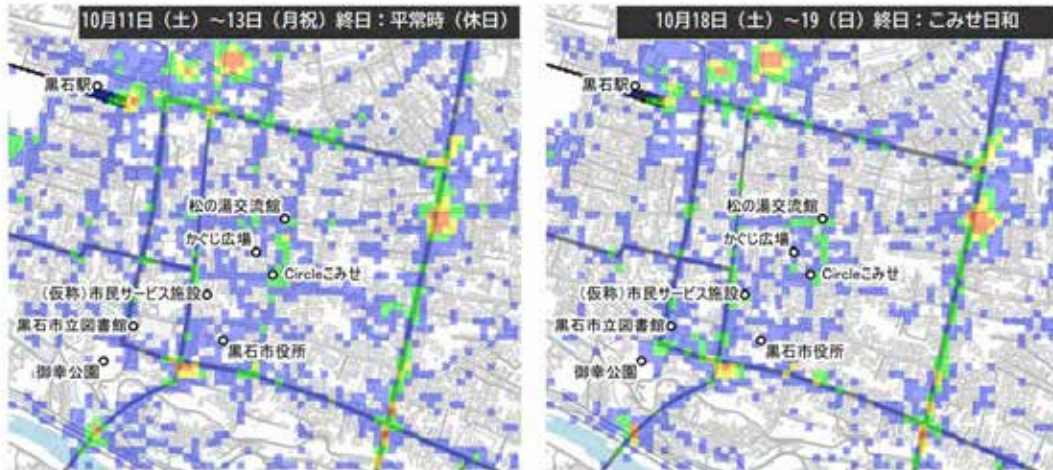 10月11日（土）～13日（月祝）終日：平常時（休日）
黒石駅
松の湯交流館
かぐじ広場
Circleこみせ
（仮称）市民サービス施設
黒石市立図書館
黒石市役所
御幸公園
10月18日（土）～19（日）終日：こみせ日和
黒石駅
松の湯交流館
かぐじ広場
Circleこみせ
（仮称）市民サービス施設
黒石市立図書館
黒石市役所
御幸公園